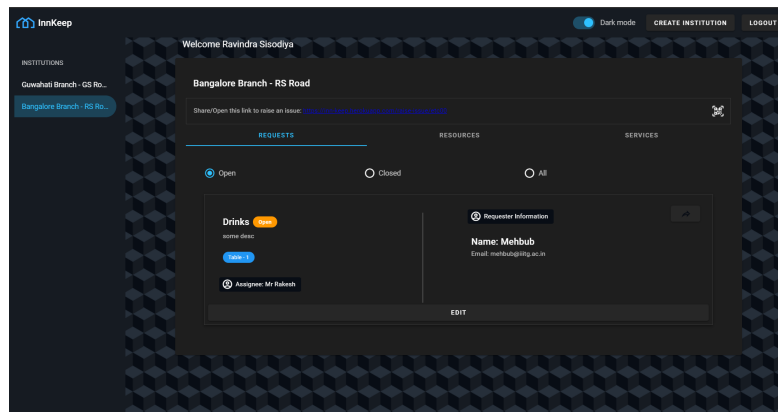 InnKeep
Dark mode
CREATE INSTITUTION
LOGOUT
Welcome Ravindra Sisodiya
INSTITUTIONS
Guwahati Branch - GS Ro...
Bangalore Branch - RS Ro...
Bangalore Branch - RS Road
Share/Open this link to raise an issue:
REQUESTS
RESOURCES
SERVICES
Open
Closed
All
Drinks Open
some desc
Table - 1
Assignee: Mr Rakesh
Requester Information
Name: Mehbub
Email: mehbub@iiitg.ac.in
EDIT